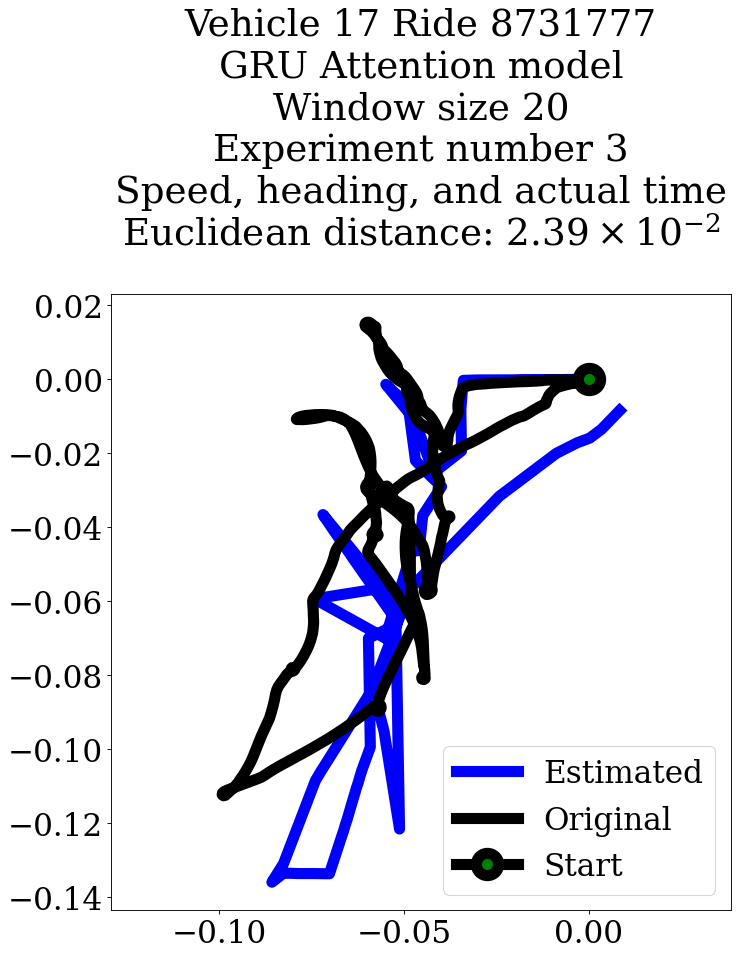 Vehicle 17 Ride 8731777
GRU Attention model
Window size 20
Experiment number 3
Speed, heading, and actual time
Euclidean distance: 2.39 × 10⁻²
0.02
0.00
−0.02
−0.04
−0.06
−0.08
−0.10
−0.12
−0.14
Estimated
Original
Start
−0.10
−0.05
0.00